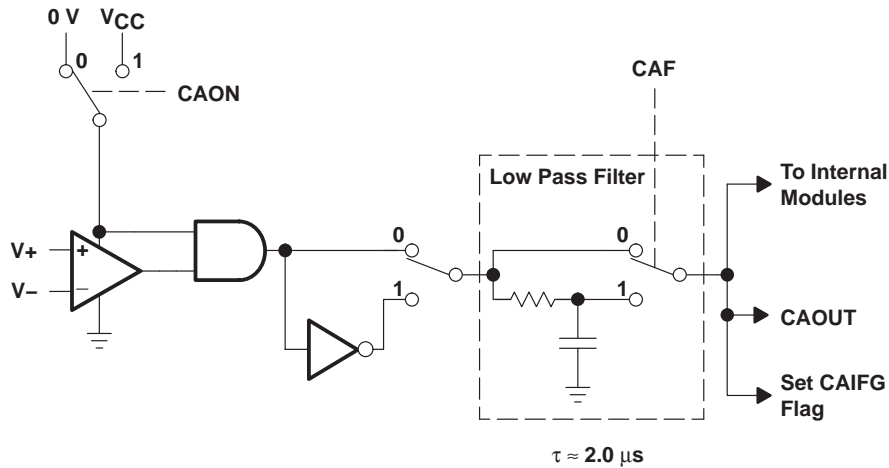 0 V
VCC
0
1
CAON
CAF
Low Pass Filter
V+
V−
+
−
0
1
0
1
To Internal
Modules
CAOUT
Set CAIFG
Flag
τ ≈ 2.0 μs